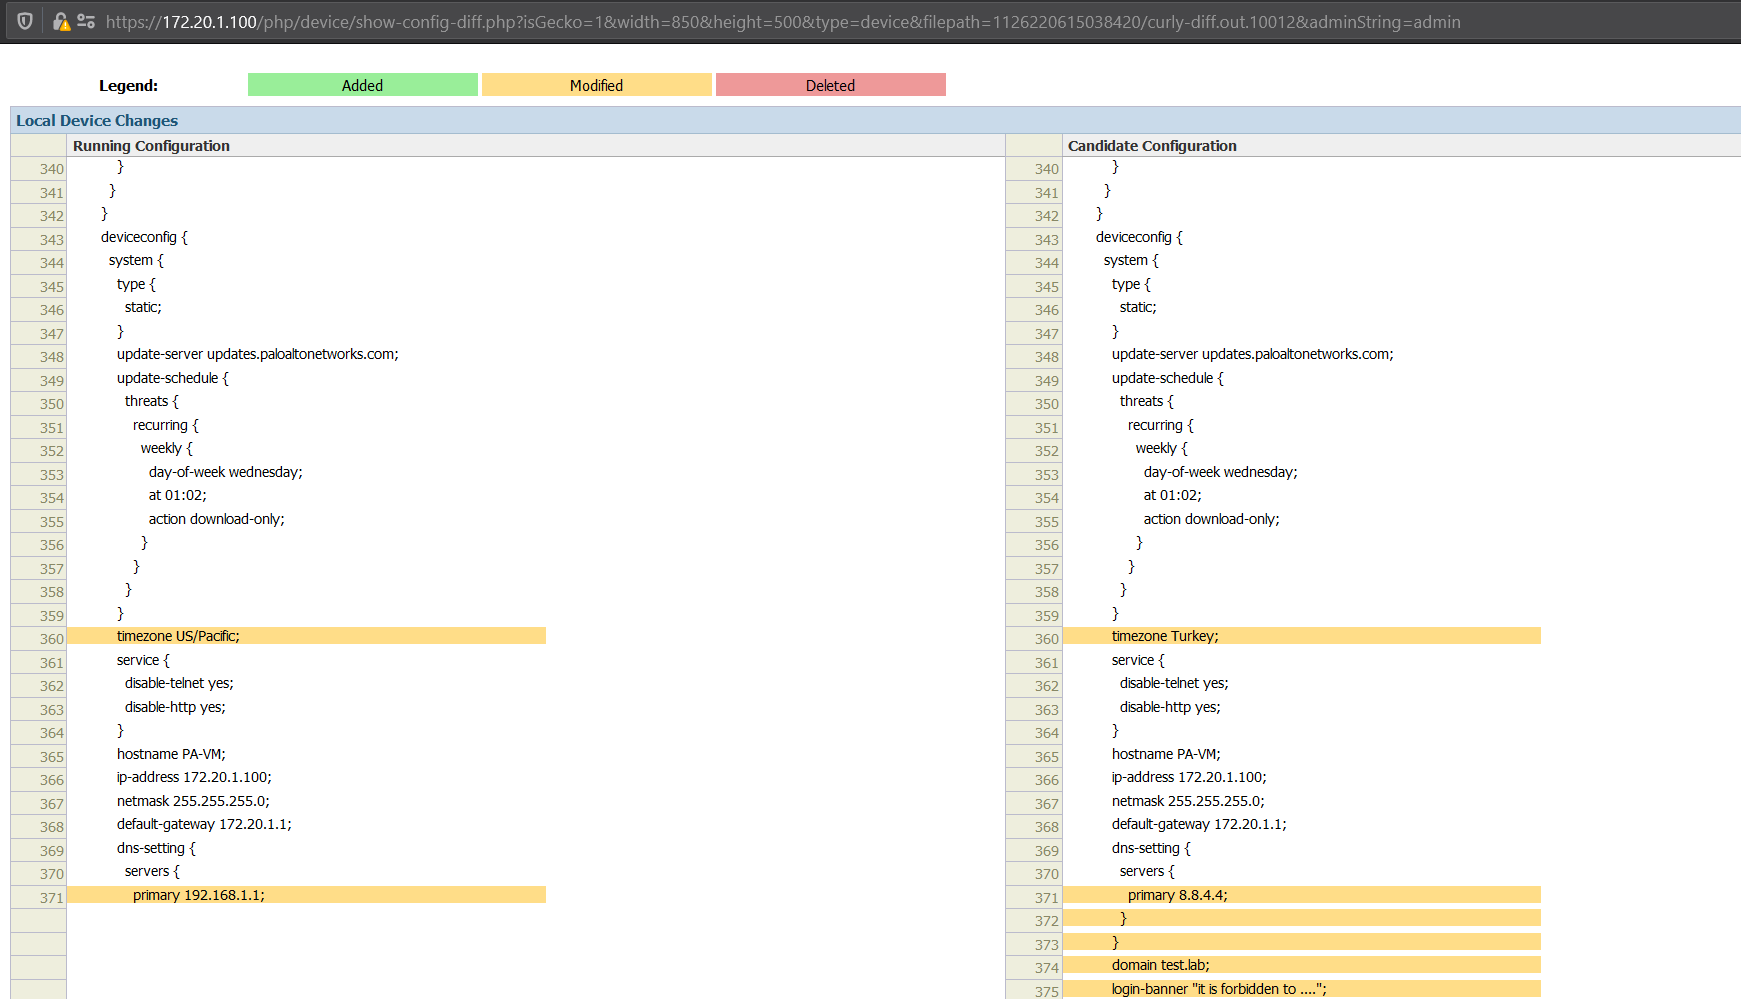 https://172.20.1.100/php/device/show-config-diff.php?isGecko=1&width=850&height=500&type=device&filepath=1126220615038420/curly-diff.out.10012&adminString=admin
Legend: Added Modified Deleted
Local Device Changes
Running Configuration Candidate Configuration
340 } 340 }
341 } 341 }
342 } 342 }
343 deviceconfig { 343 deviceconfig {
344 system { 344 system {
345 type { 345 type {
346 static; 346 static;
347 } 347 }
348 update-server updates.paloaltonetworks.com; 348 update-server updates.paloaltonetworks.com;
349 update-schedule { 349 update-schedule {
350 threats { 350 threats {
351 recurring { 351 recurring {
352 weekly { 352 weekly {
353 day-of-week wednesday; 353 day-of-week wednesday;
354 at 01:02; 354 at 01:02;
355 action download-only; 355 action download-only;
356 } 356 }
357 } 357 }
358 } 358 }
359 } 359 }
360 timezone US/Pacific; 360 timezone Turkey;
361 service { 361 service {
362 disable-telnet yes; 362 disable-telnet yes;
363 disable-http yes; 363 disable-http yes;
364 } 364 }
365 hostname PA-VM; 365 hostname PA-VM;
366 ip-address 172.20.1.100; 366 ip-address 172.20.1.100;
367 netmask 255.255.255.0; 367 netmask 255.255.255.0;
368 default-gateway 172.20.1.1; 368 default-gateway 172.20.1.1;
369 dns-setting { 369 dns-setting {
370 servers { 370 servers {
371 primary 192.168.1.1; 371 primary 8.8.4.4;
372 }
373 }
374 domain test.lab;
375 login-banner "it is forbidden to ....";